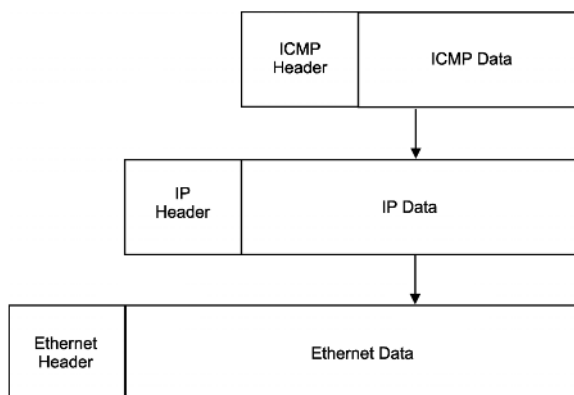 ICMP
Header
ICMP Data
IP
Header
IP Data
Ethernet
Header
Ethernet Data